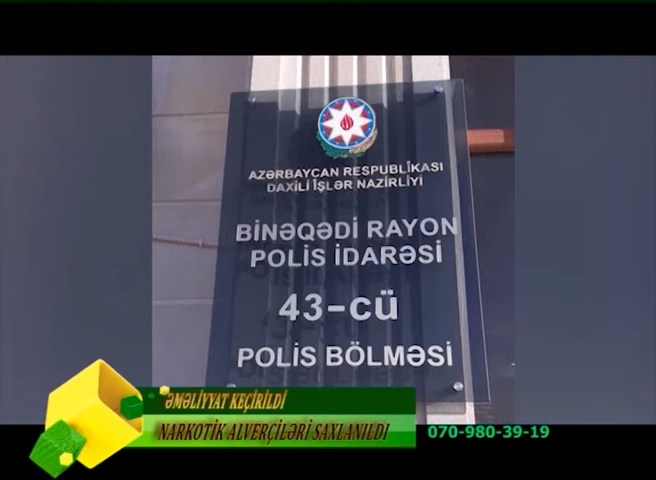 AZƏRBAYCAN RESPUBLİKASI
DAXİLİ İŞLƏR NAZİRLİYİ
BİNƏQƏDİ RAYON
POLİS İDARƏSİ
43-cü
POLİS BÖLMƏSİ
ƏMƏLİYYAT KEÇİRİLDİ
NARKOTİK ALVERÇİLƏRİ SAXLANILDI
070-980-39-19